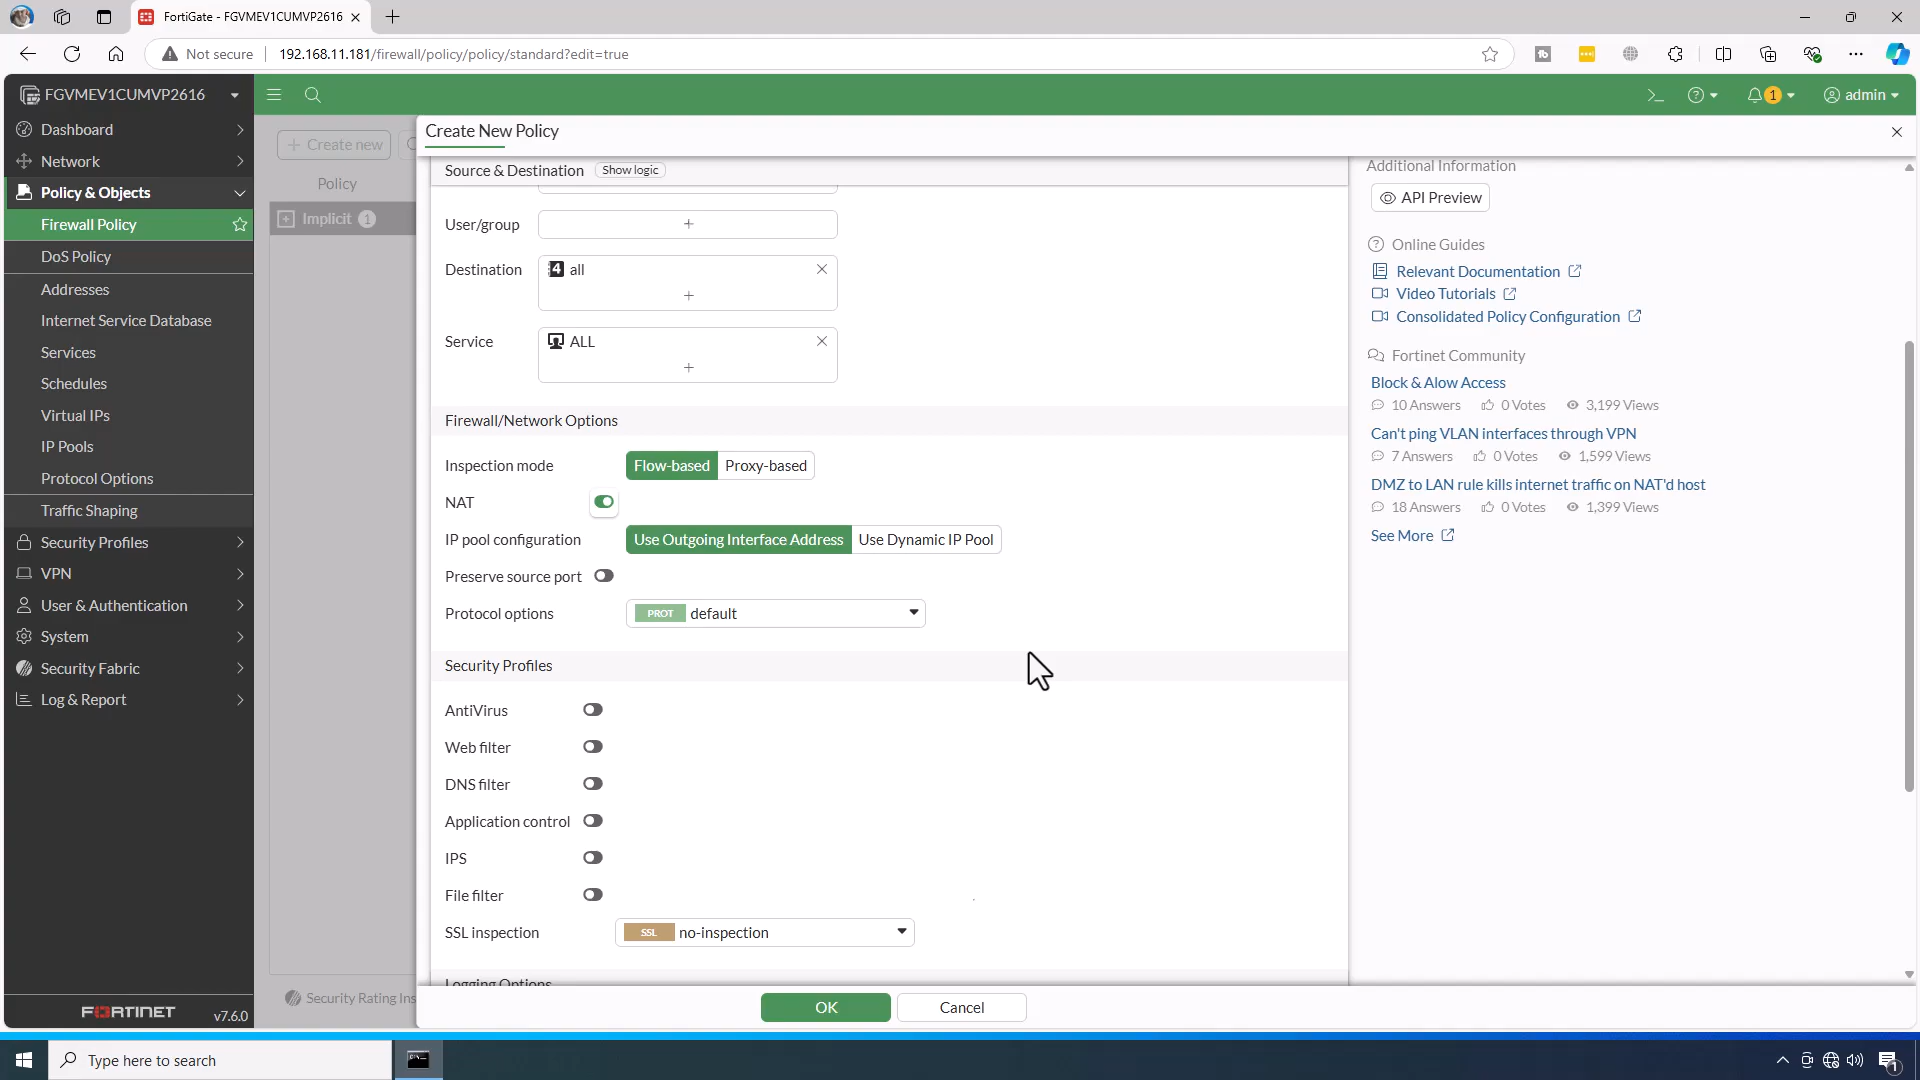 FortiGate - FGVMEV1CUMVP2616
Not secure
192.168.11.181/firewall/policy/policy/standard?edit=true
FGVMEV1CUMVP2616
1
admin
Dashboard
Network
Policy & Objects
Firewall Policy
DoS Policy
Addresses
Internet Service Database
Services
Schedules
Virtual IPs
IP Pools
Protocol Options
Traffic Shaping
Security Profiles
VPN
User & Authentication
System
Security Fabric
Log & Report
FORTINET
v7.6.0
Create new
Policy
Implicit 1
Security Rating Ins
Create New Policy
Source & Destination
Show logic
User/group
Destination
4 all
Service
ALL
Firewall/Network Options
Inspection mode
Flow-based
Proxy-based
NAT
IP pool configuration
Use Outgoing Interface Address
Use Dynamic IP Pool
Preserve source port
Protocol options
PROT default
Security Profiles
AntiVirus
Web filter
DNS filter
Application control
IPS
File filter
SSL inspection
SSL no-inspection
Logging Options
OK
Cancel
Additional Information
API Preview
Online Guides
Relevant Documentation
Video Tutorials
Consolidated Policy Configuration
Fortinet Community
Block & Alow Access
10 Answers 0 Votes 3,199 Views
Can't ping VLAN interfaces through VPN
7 Answers 0 Votes 1,599 Views
DMZ to LAN rule kills internet traffic on NAT'd host
18 Answers 0 Votes 1,399 Views
See More
Type here to search
1